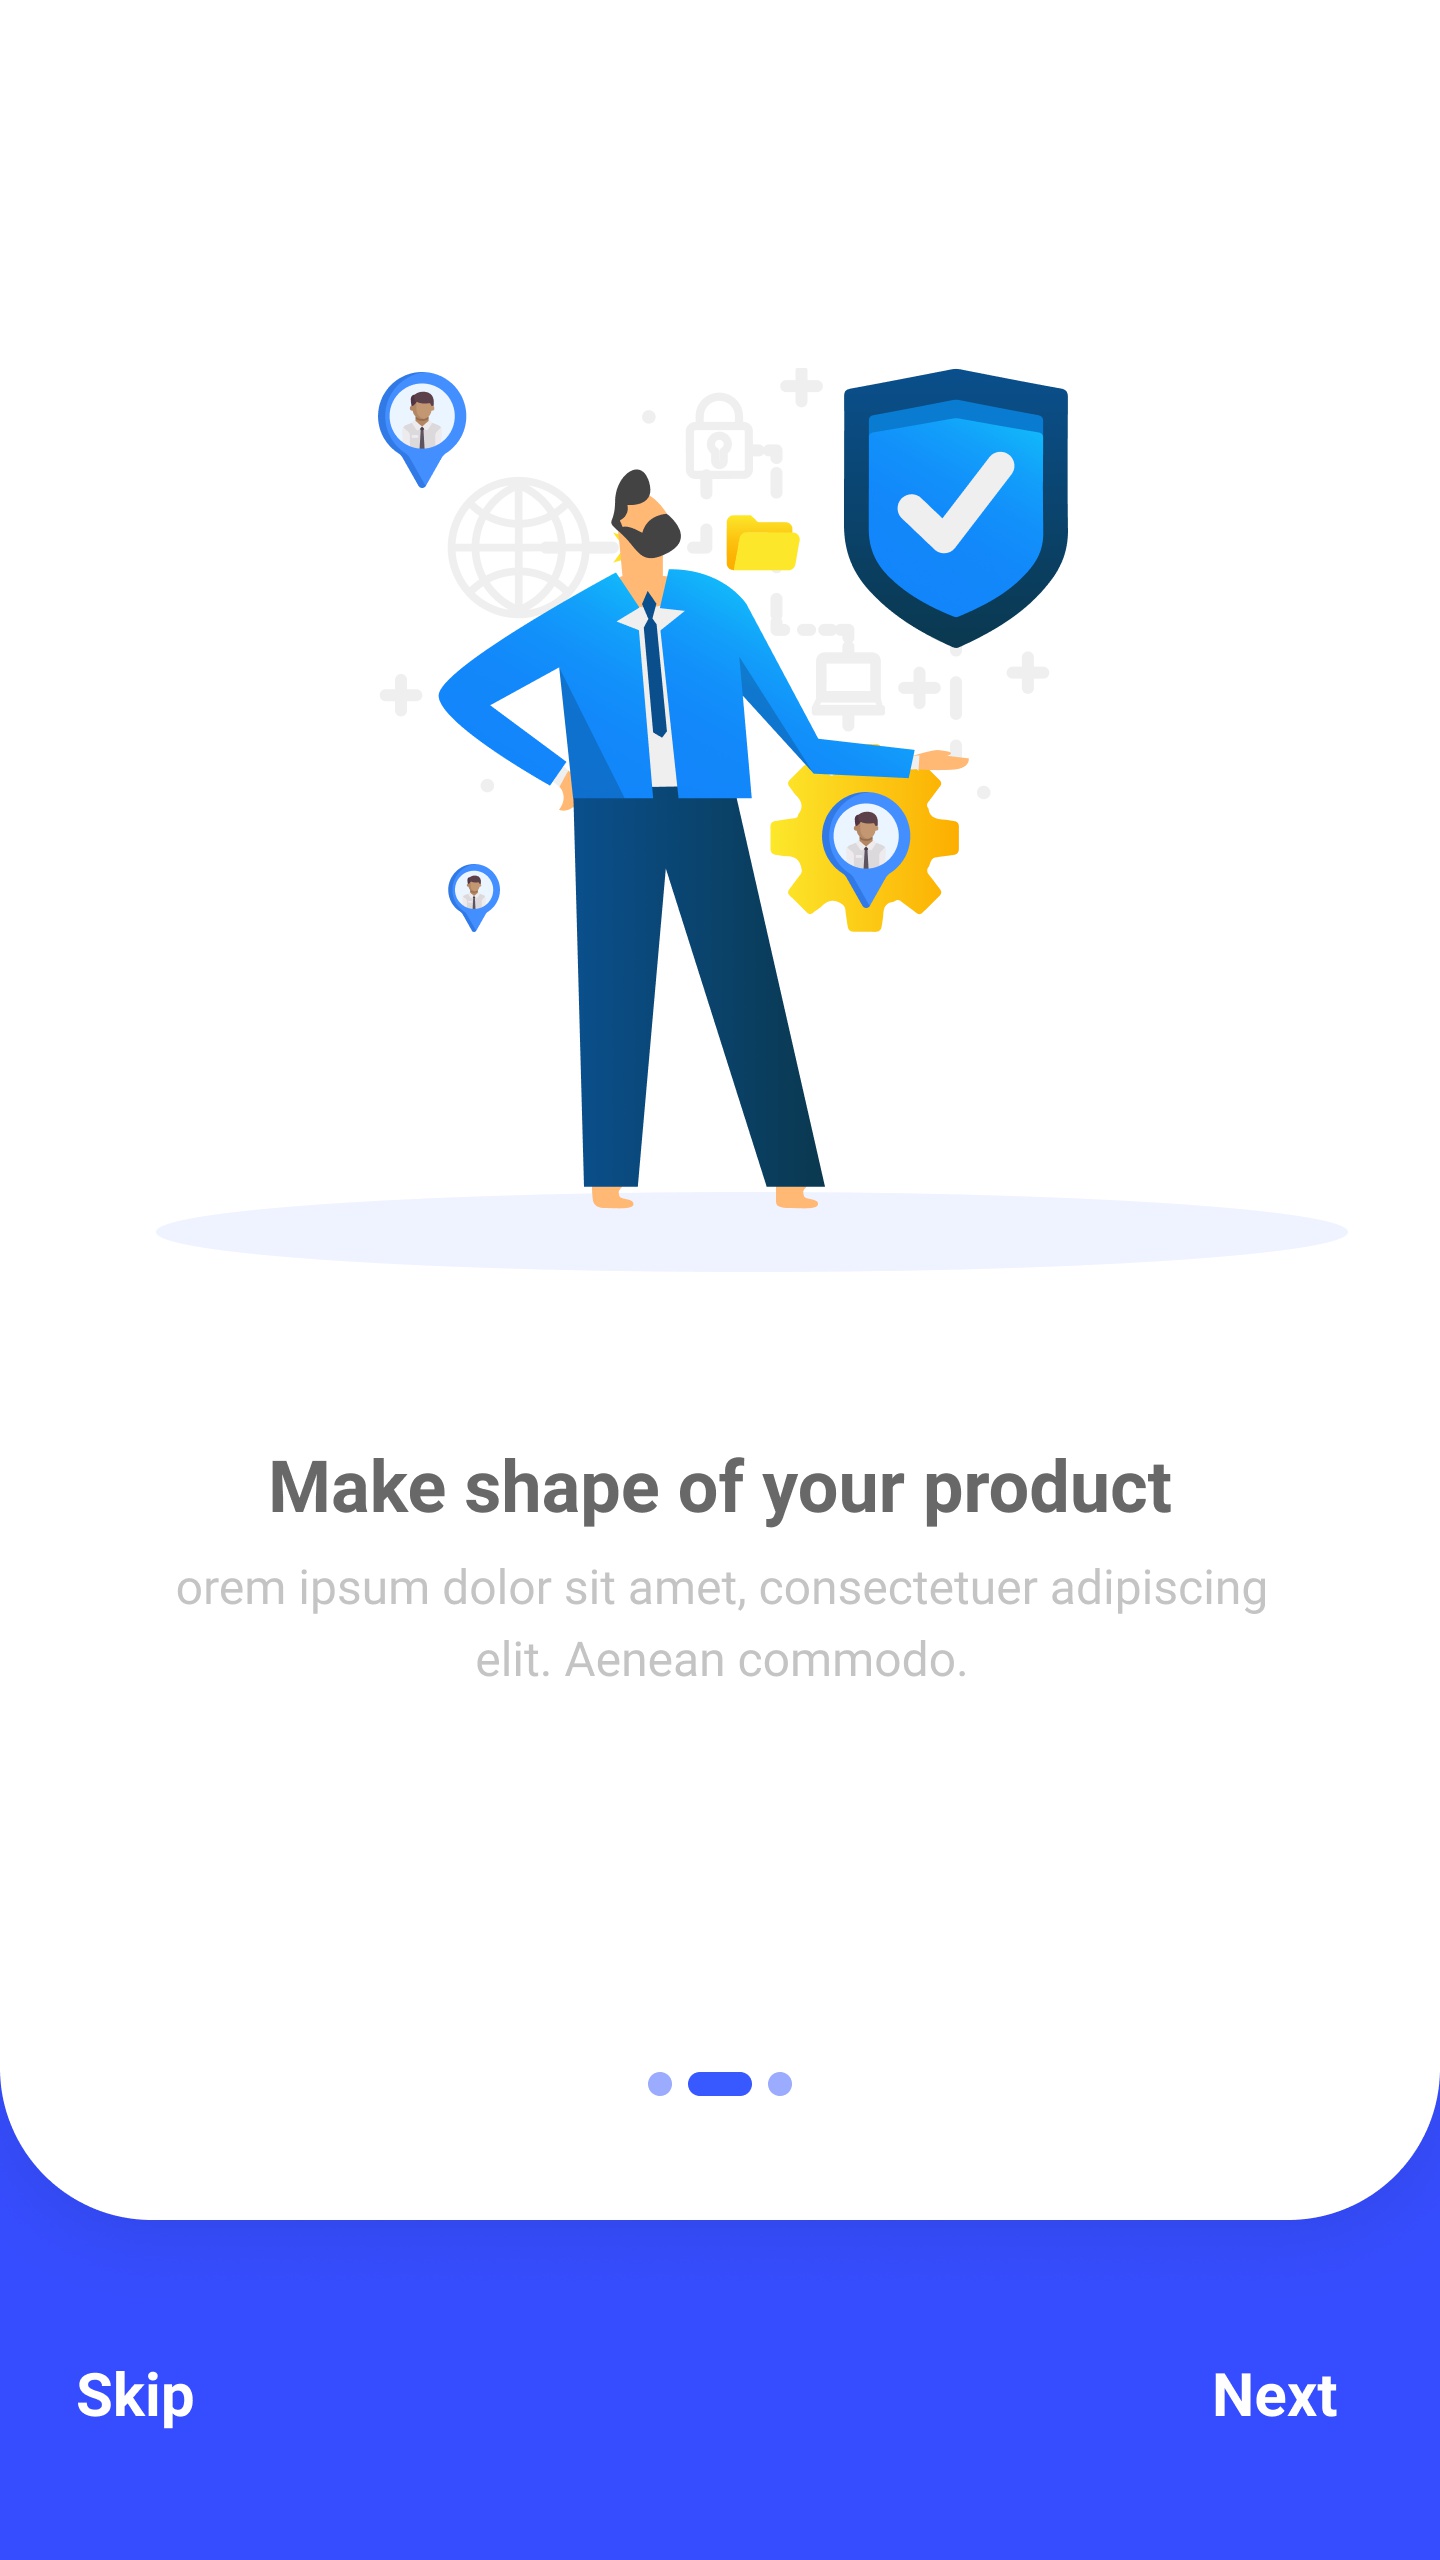 Make shape of your product
orem ipsum dolor sit amet, consectetuer adipiscing
elit. Aenean commodo.
Skip
Next